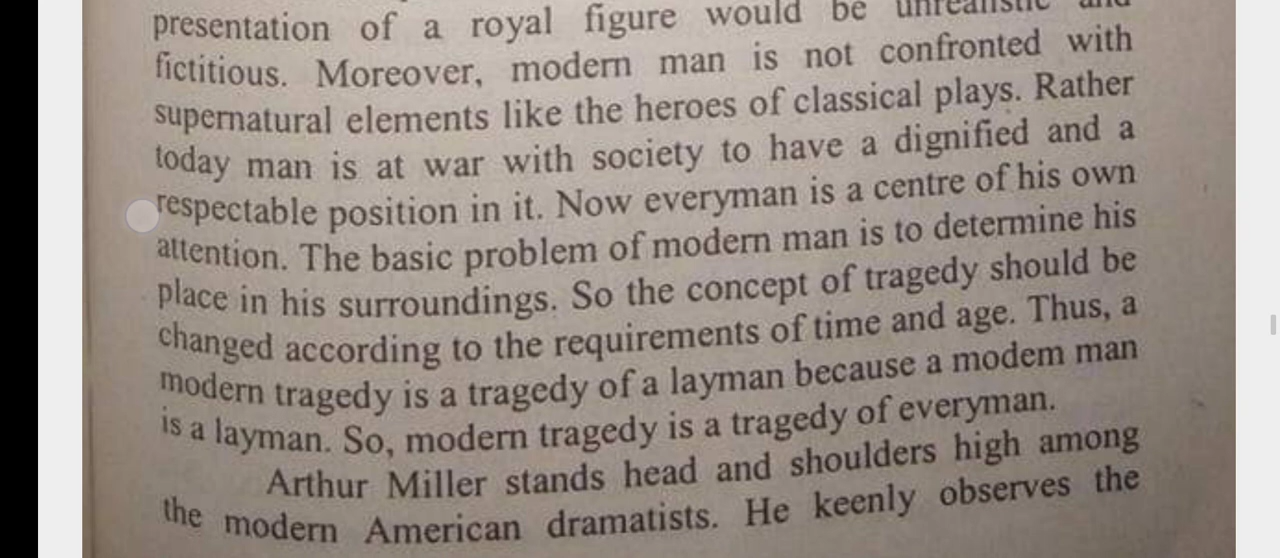 presentation of a royal figure would be unrealistic and
fictitious. Moreover, modern man is not confronted with
supernatural elements like the heroes of classical plays. Rather
today man is at war with society to have a dignified and a
respectable position in it. Now everyman is a centre of his own
attention. The basic problem of modern man is to determine his
place in his surroundings. So the concept of tragedy should be
changed according to the requirements of time and age. Thus, a
modern tragedy is a tragedy of a layman because a modem man
is a layman. So, modern tragedy is a tragedy of everyman.
Arthur Miller stands head and shoulders high among
the modern American dramatists. He keenly observes the